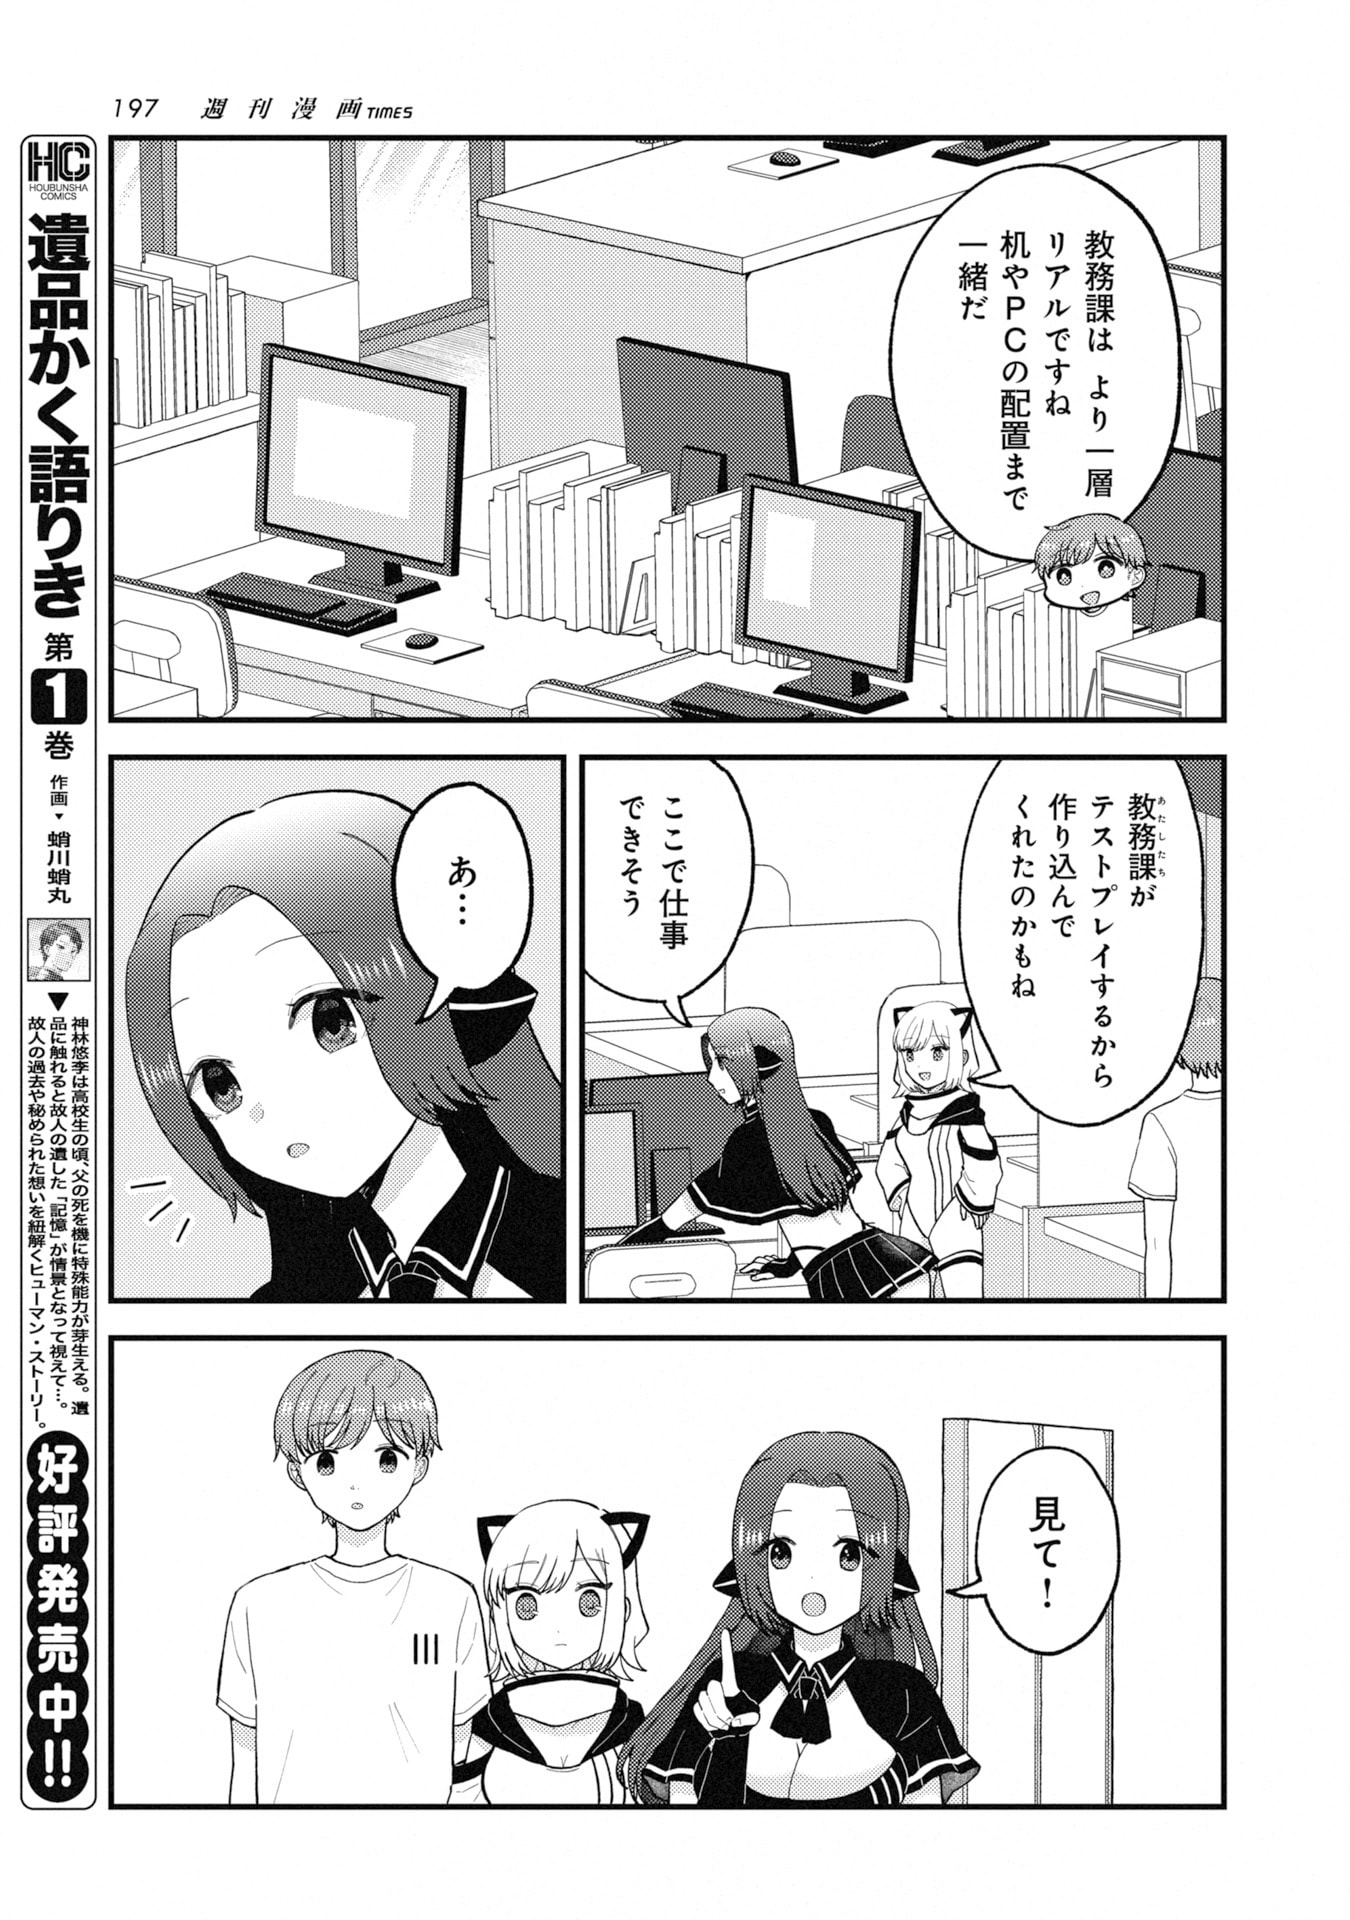 197 週刊漫画TIMES
教務課は より一層
リアルですね
机やPCの配置まで
一緒だ
教務課が
あたしたち
テストプレイするから
作り込んで
くれたのかもね
ここで仕事
できそう
あ…
見て！
HC
HOUBUNSHA
COMICS
遺品かく語りき 第1巻
作画▼蛸川蛸丸
▼神林悠李は高校生の頃、父の死を機に特殊能力が芽生える。遺
品に触れると故人の遺した「記憶」が情景となって視えて…。
故人の過去や秘められた想いを紐解くヒューマン・ストーリー。
好評発売中!!